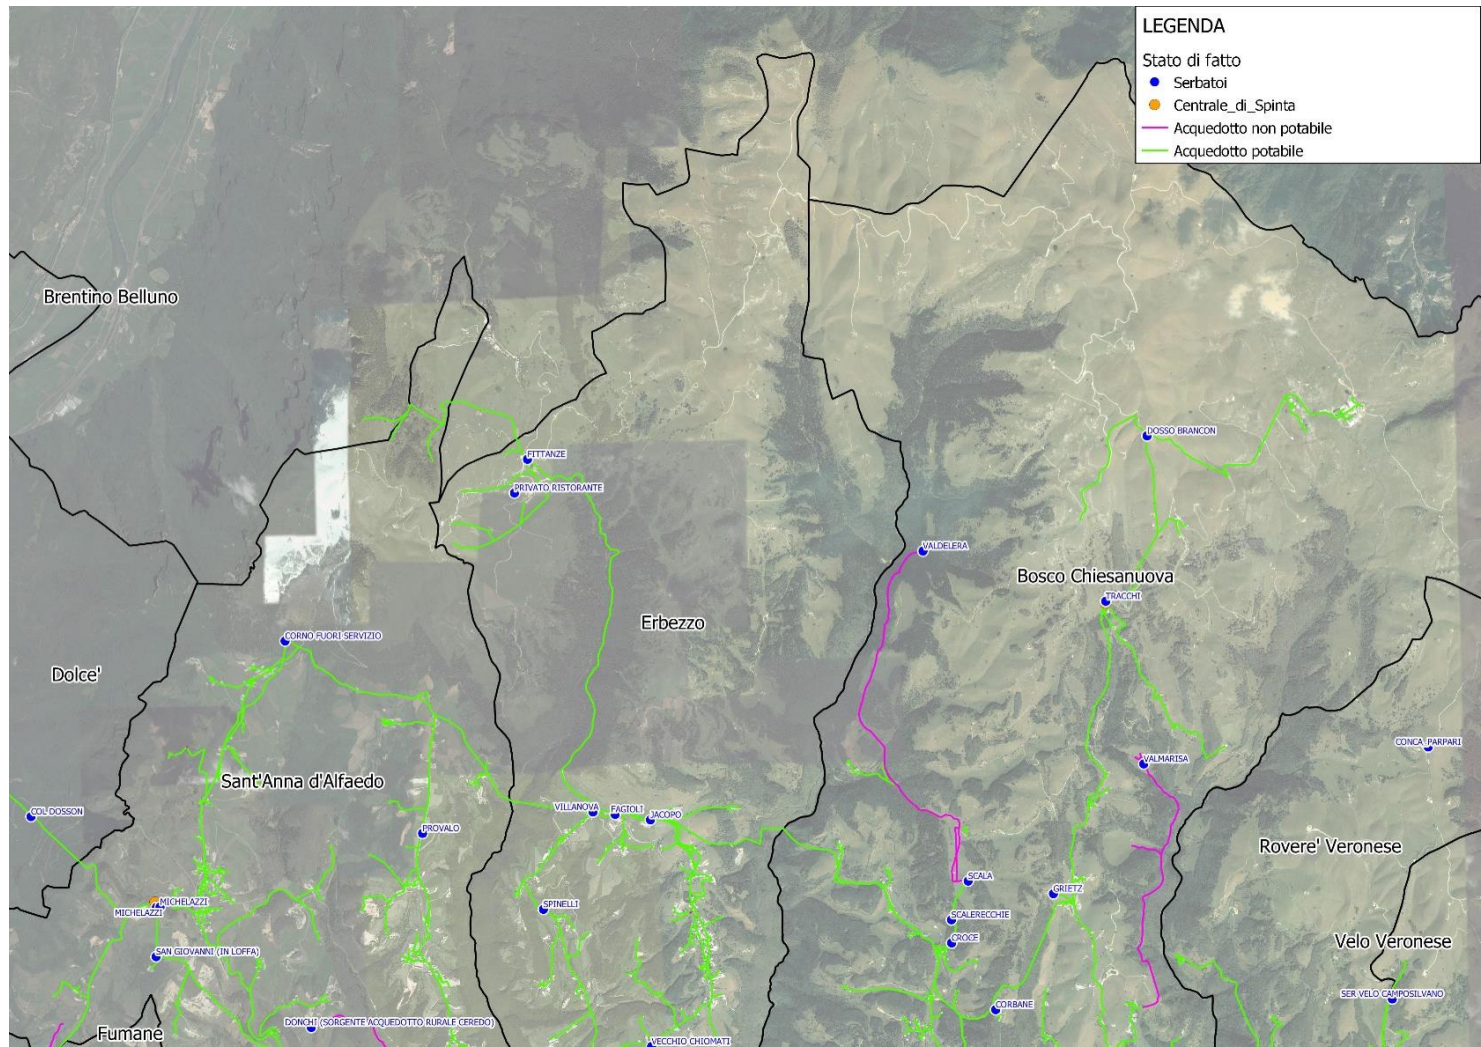 LEGENDA
Stato di fatto
Serbatoi
Centrale_di_Spinta
Acquedotto non potabile
Acquedotto potabile
Brentino Belluno
DOSSO BRANCON
FITTANZE
PRIVATO RISTORANTE
VALDELERA
Bosco Chiesanuova
TRACCHI
Erbezzo
CORNO FUORI SERVIZIO
Dolce'
CONCA PARPARI
VALMARISA
Sant'Anna d'Alfaedo
COL DOSSON
VILLANOVA
FAGIOLI
JACOPO
PROVALO
Rovere' Veronese
SCALA
GRIETZ
MICHELAZZI
MICHELAZZI
SPINELLI
SCALERECCHIE
CROCE
Velo Veronese
SAN GIOVANNI (IN LOFFA)
SER VELO CAMPOSILVANO
CORBANE
DONCHI (SORGENTE ACQUEDOTTO RURALE CEREDO)
Fumane
VECCHIO CHIOMATI